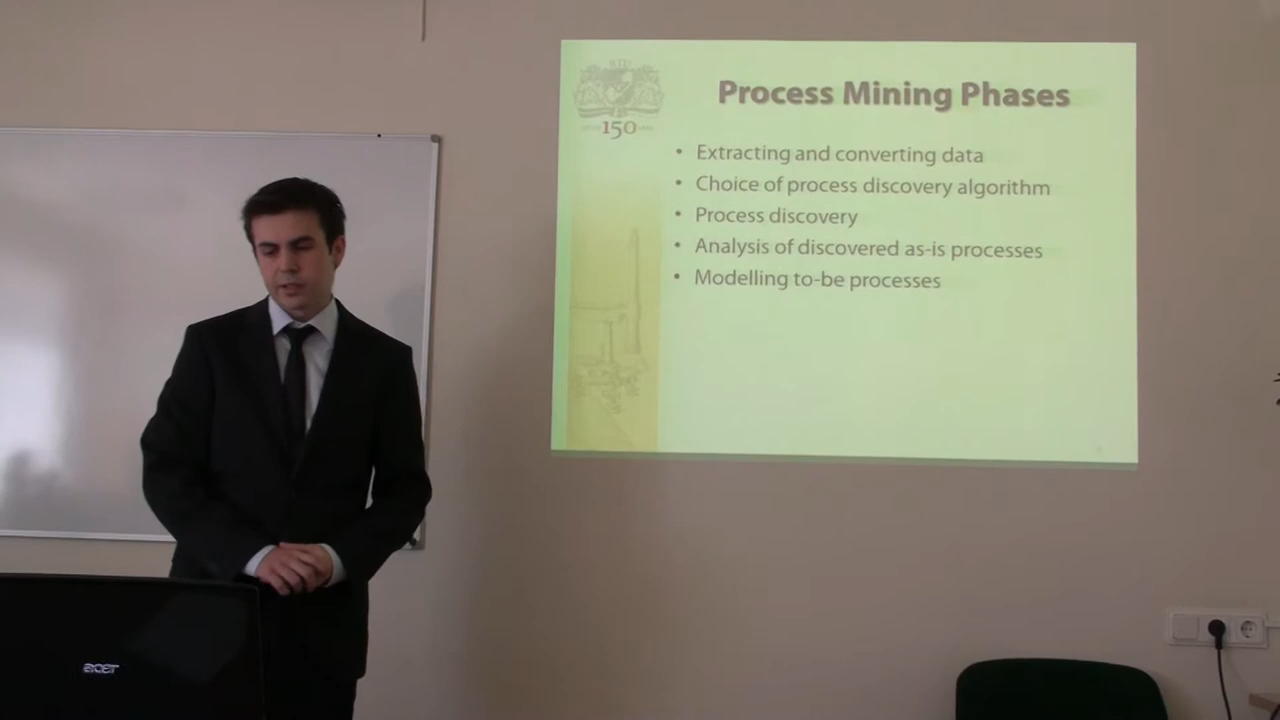 RTU
150
Process Mining Phases
• Extracting and converting data
• Choice of process discovery algorithm
• Process discovery
• Analysis of discovered as-is processes
• Modelling to-be processes
acer